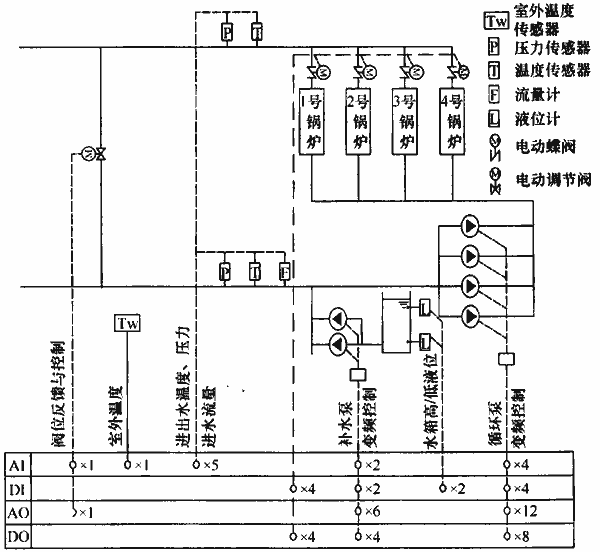 Tw 室外温度
传感器
P 压力传感器
T 温度传感器
F 流量计
L 液位计
M 电动蝶阀
M 电动调节阀
P T
M M M M
1号锅炉
2号锅炉
3号锅炉
4号锅炉
M
P T F
L
L
Tw
阀位反馈与控制
室外温度
进出水温度、压力
进水流量
补水泵
变频控制
水箱高/低液位
循环泵
变频控制
AI ×1 ×1 ×5 ×2 ×4
DI ×4 ×2 ×2 ×4
AO ×1 ×6 ×12
DO ×4 ×4 ×8